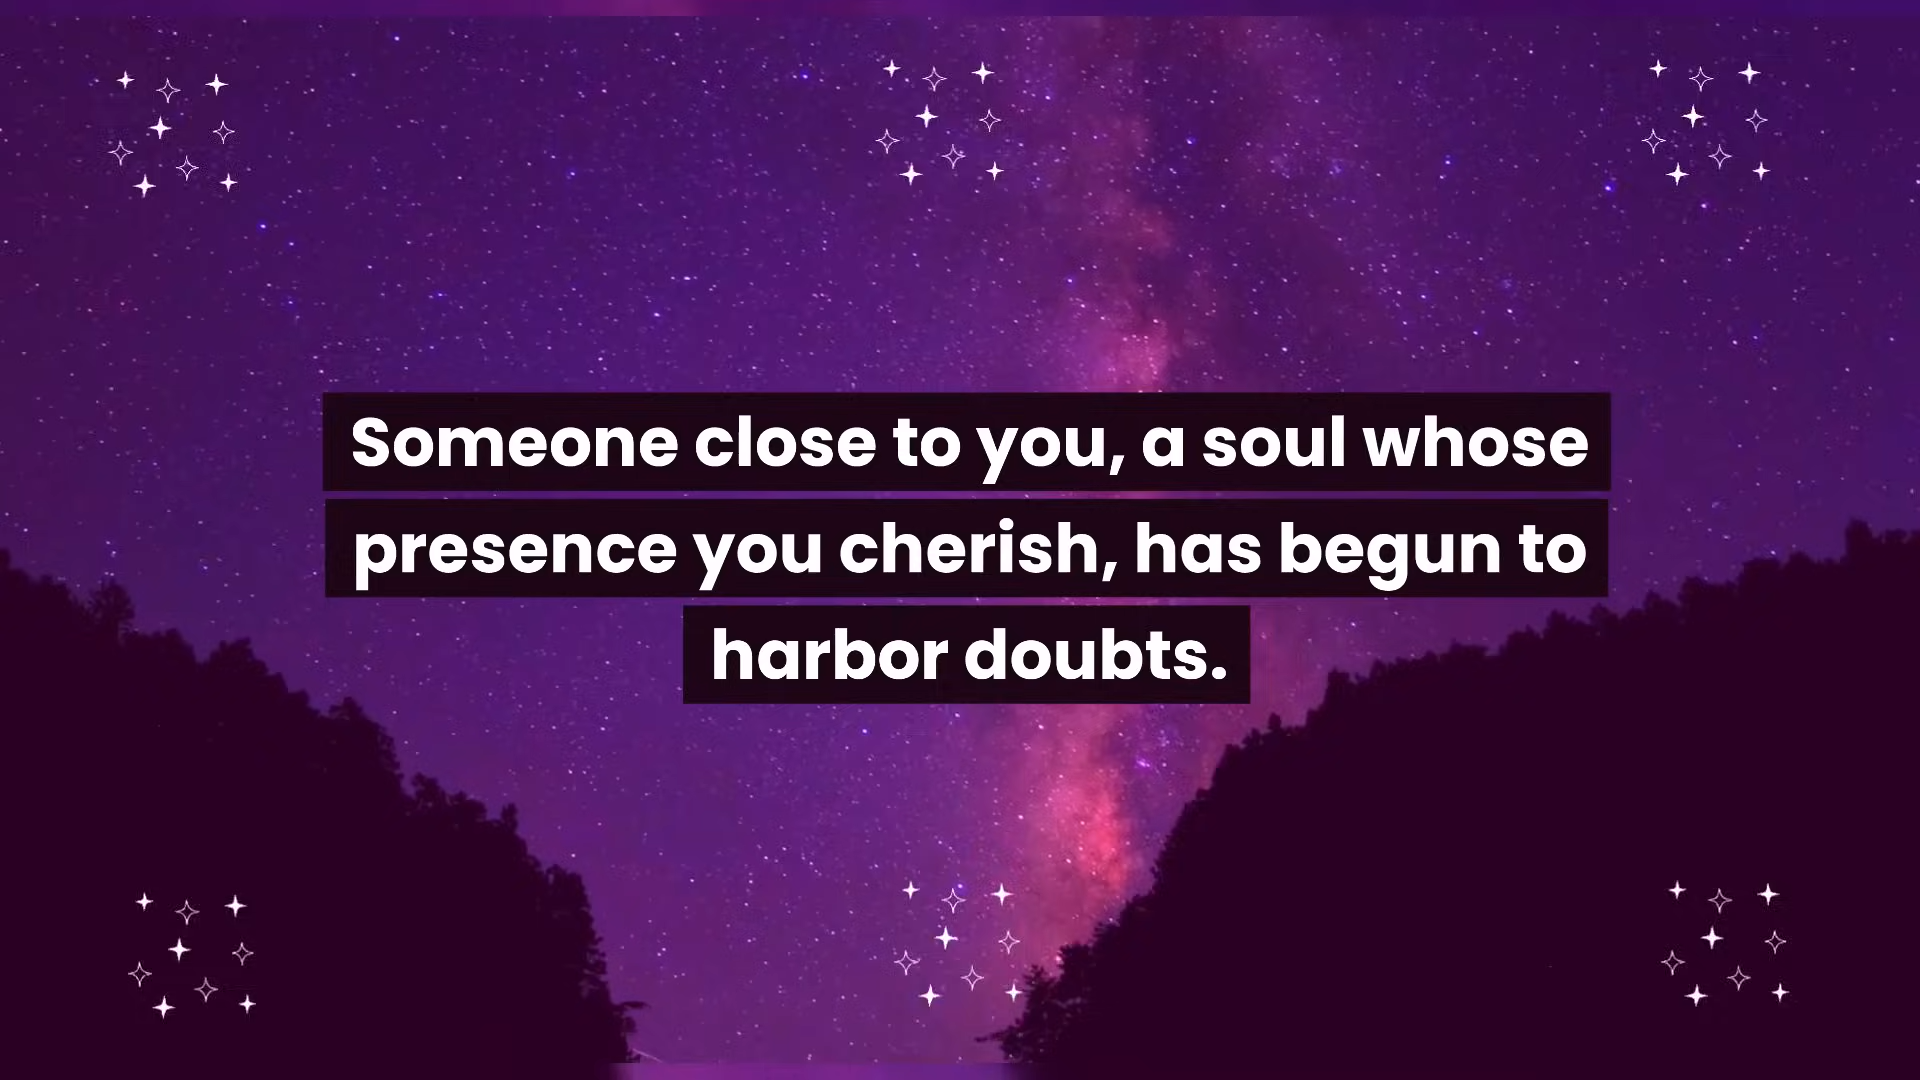 Someone close to you, a soul whose
presence you cherish, has begun to
harbor doubts.